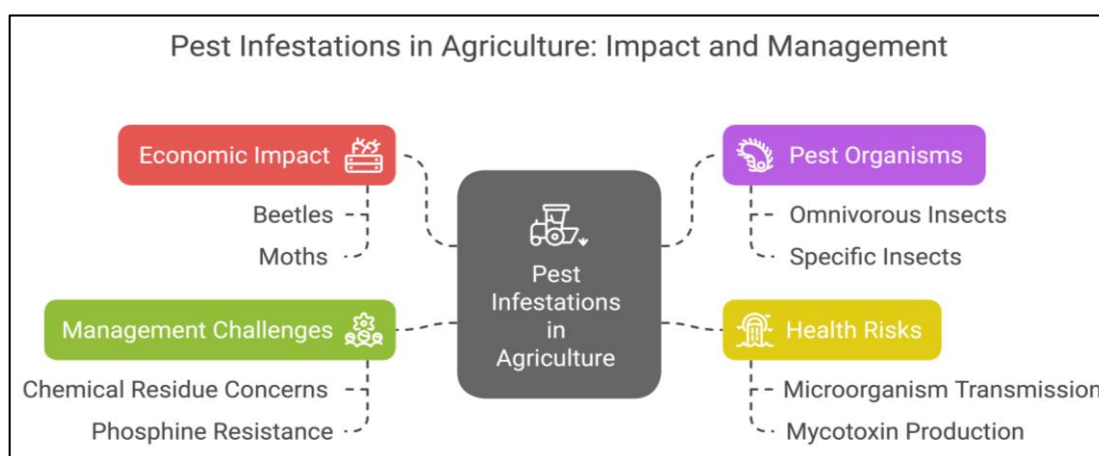 Pest Infestations in Agriculture: Impact and Management
Economic Impact
Beetles
Moths
Management Challenges
Chemical Residue Concerns
Phosphine Resistance
Pest
Infestations
in
Agriculture
Pest Organisms
Omnivorous Insects
Specific Insects
Health Risks
Microorganism Transmission
Mycotoxin Production